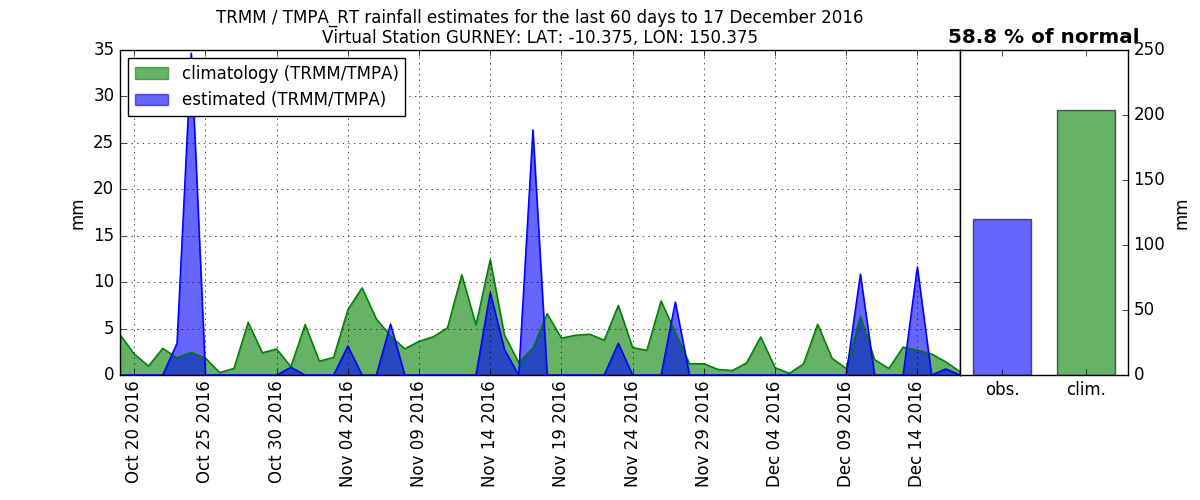 TRMM / TMPA_RT rainfall estimates for the last 60 days to 17 December 2016
Virtual Station GURNEY: LAT: -10.375, LON: 150.375
58.8 % of normal
climatology (TRMM/TMPA)
estimated (TRMM/TMPA)
35
30
25
20
15
10
5
0
mm
Oct 20 2016
Oct 25 2016
Oct 30 2016
Nov 04 2016
Nov 09 2016
Nov 14 2016
Nov 19 2016
Nov 24 2016
Nov 29 2016
Dec 04 2016
Dec 09 2016
Dec 14 2016
obs.
clim.
250
200
150
100
50
0
mm